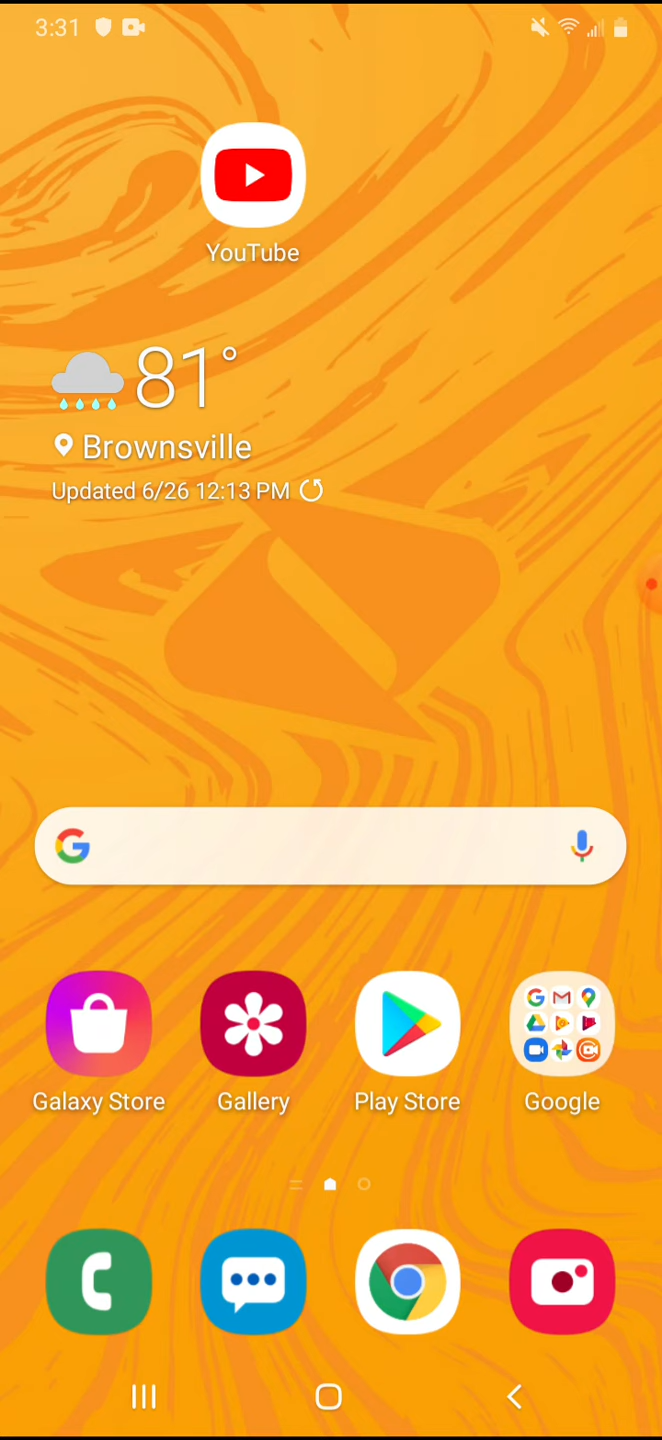 3:31
YouTube
81°
Brownsville
Updated 6/26 12:13 PM
Galaxy Store
Gallery
Play Store
Google